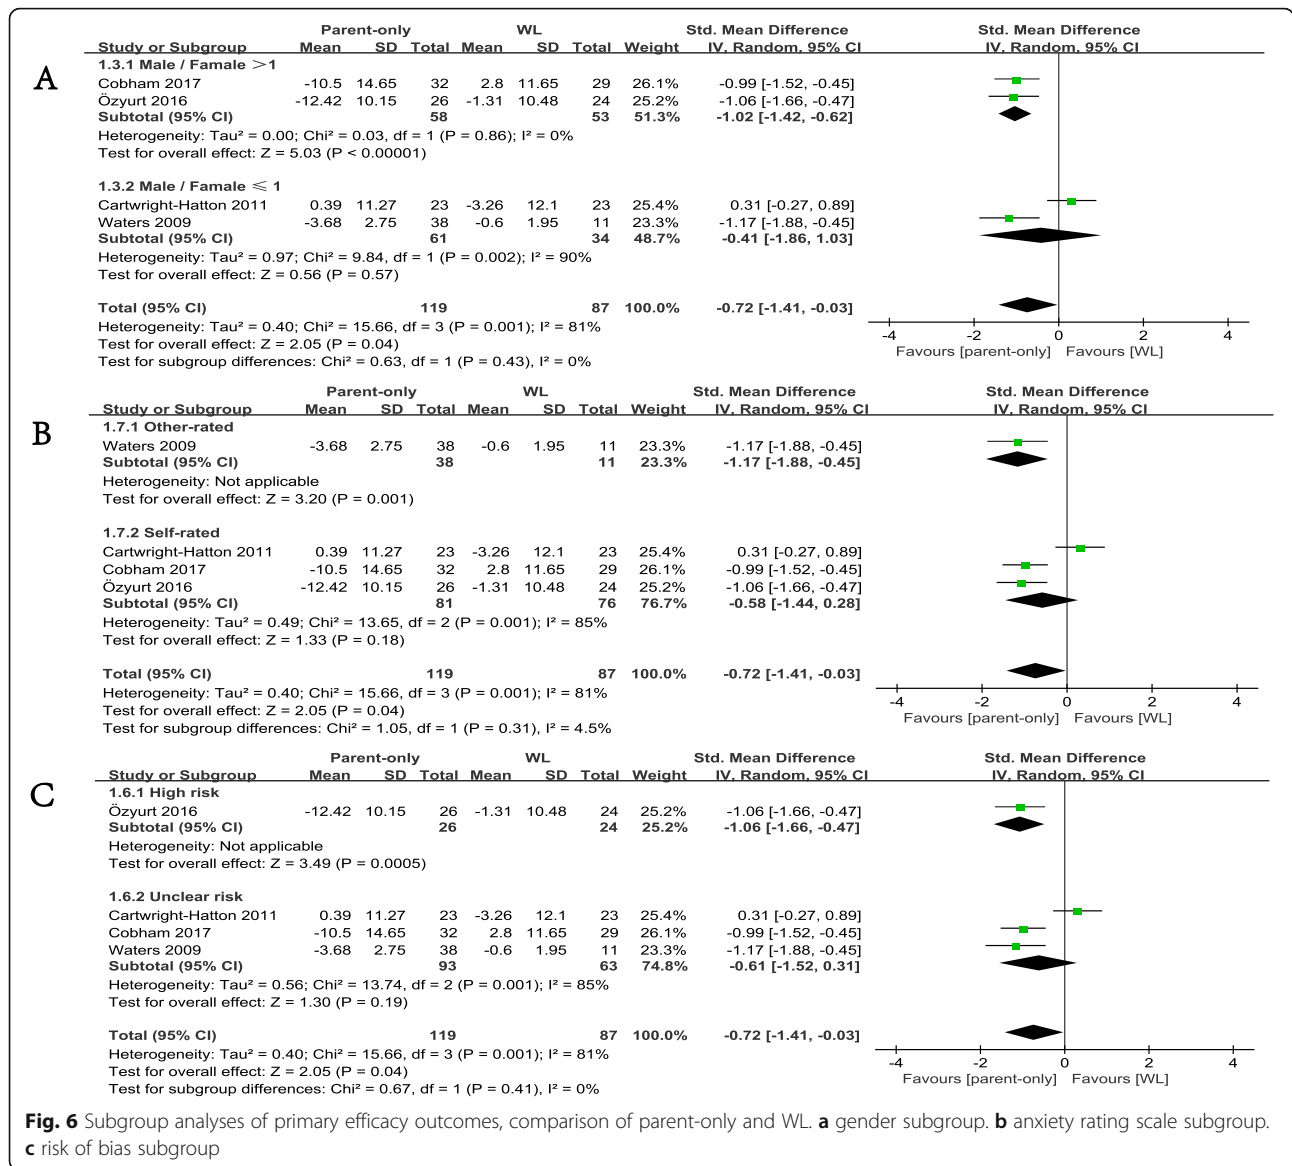 A
Parent-only WL Std. Mean Difference Std. Mean Difference
Study or Subgroup Mean SD Total Mean SD Total Weight IV, Random, 95% CI IV, Random, 95% CI
1.3.1 Male / Famale ＞1
Cobham 2017 -10.5 14.65 32 2.8 11.65 29 26.1% -0.99 [-1.52, -0.45]
Özyurt 2016 -12.42 10.15 26 -1.31 10.48 24 25.2% -1.06 [-1.66, -0.47]
Subtotal (95% CI) 58 53 51.3% -1.02 [-1.42, -0.62]
Heterogeneity: Tau² = 0.00; Chi² = 0.03, df = 1 (P = 0.86); I² = 0%
Test for overall effect: Z = 5.03 (P < 0.00001)
1.3.2 Male / Famale ≤ 1
Cartwright-Hatton 2011 0.39 11.27 23 -3.26 12.1 23 25.4% 0.31 [-0.27, 0.89]
Waters 2009 -3.68 2.75 38 -0.6 1.95 11 23.3% -1.17 [-1.88, -0.45]
Subtotal (95% CI) 61 34 48.7% -0.41 [-1.86, 1.03]
Heterogeneity: Tau² = 0.97; Chi² = 9.84, df = 1 (P = 0.002); I² = 90%
Test for overall effect: Z = 0.56 (P = 0.57)
Total (95% CI) 119 87 100.0% -0.72 [-1.41, -0.03]
Heterogeneity: Tau² = 0.40; Chi² = 15.66, df = 3 (P = 0.001); I² = 81%
Test for overall effect: Z = 2.05 (P = 0.04)
Test for subgroup differences: Chi² = 0.63, df = 1 (P = 0.43), I² = 0%
-4 -2 0 2 4
Favours [parent-only] Favours [WL]
B
Parent-only WL Std. Mean Difference Std. Mean Difference
Study or Subgroup Mean SD Total Mean SD Total Weight IV, Random, 95% CI IV, Random, 95% CI
1.7.1 Other-rated
Waters 2009 -3.68 2.75 38 -0.6 1.95 11 23.3% -1.17 [-1.88, -0.45]
Subtotal (95% CI) 38 11 23.3% -1.17 [-1.88, -0.45]
Heterogeneity: Not applicable
Test for overall effect: Z = 3.20 (P = 0.001)
1.7.2 Self-rated
Cartwright-Hatton 2011 0.39 11.27 23 -3.26 12.1 23 25.4% 0.31 [-0.27, 0.89]
Cobham 2017 -10.5 14.65 32 2.8 11.65 29 26.1% -0.99 [-1.52, -0.45]
Özyurt 2016 -12.42 10.15 26 -1.31 10.48 24 25.2% -1.06 [-1.66, -0.47]
Subtotal (95% CI) 81 76 76.7% -0.58 [-1.44, 0.28]
Heterogeneity: Tau² = 0.49; Chi² = 13.65, df = 2 (P = 0.001); I² = 85%
Test for overall effect: Z = 1.33 (P = 0.18)
Total (95% CI) 119 87 100.0% -0.72 [-1.41, -0.03]
Heterogeneity: Tau² = 0.40; Chi² = 15.66, df = 3 (P = 0.001); I² = 81%
Test for overall effect: Z = 2.05 (P = 0.04)
Test for subgroup differences: Chi² = 1.05, df = 1 (P = 0.31), I² = 4.5%
-4 -2 0 2 4
Favours [parent-only] Favours [WL]
C
Parent-only WL Std. Mean Difference Std. Mean Difference
Study or Subgroup Mean SD Total Mean SD Total Weight IV, Random, 95% CI IV, Random, 95% CI
1.6.1 High risk
Özyurt 2016 -12.42 10.15 26 -1.31 10.48 24 25.2% -1.06 [-1.66, -0.47]
Subtotal (95% CI) 26 24 25.2% -1.06 [-1.66, -0.47]
Heterogeneity: Not applicable
Test for overall effect: Z = 3.49 (P = 0.0005)
1.6.2 Unclear risk
Cartwright-Hatton 2011 0.39 11.27 23 -3.26 12.1 23 25.4% 0.31 [-0.27, 0.89]
Cobham 2017 -10.5 14.65 32 2.8 11.65 29 26.1% -0.99 [-1.52, -0.45]
Waters 2009 -3.68 2.75 38 -0.6 1.95 11 23.3% -1.17 [-1.88, -0.45]
Subtotal (95% CI) 93 63 74.8% -0.61 [-1.52, 0.31]
Heterogeneity: Tau² = 0.56; Chi² = 13.74, df = 2 (P = 0.001); I² = 85%
Test for overall effect: Z = 1.30 (P = 0.19)
Total (95% CI) 119 87 100.0% -0.72 [-1.41, -0.03]
Heterogeneity: Tau² = 0.40; Chi² = 15.66, df = 3 (P = 0.001); I² = 81%
Test for overall effect: Z = 2.05 (P = 0.04)
Test for subgroup differences: Chi² = 0.67, df = 1 (P = 0.41), I² = 0%
-4 -2 0 2 4
Favours [parent-only] Favours [WL]
Fig. 6 Subgroup analyses of primary efficacy outcomes, comparison of parent-only and WL. a gender subgroup. b anxiety rating scale subgroup.
c risk of bias subgroup